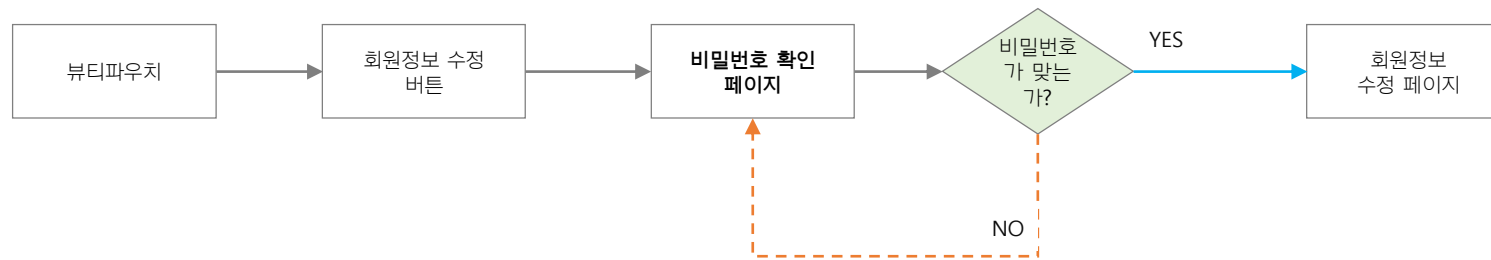 뷰티파우치
회원정보 수정
버튼
비밀번호 확인
페이지
비밀번호
가 맞는
가?
YES
회원정보
수정 페이지
NO